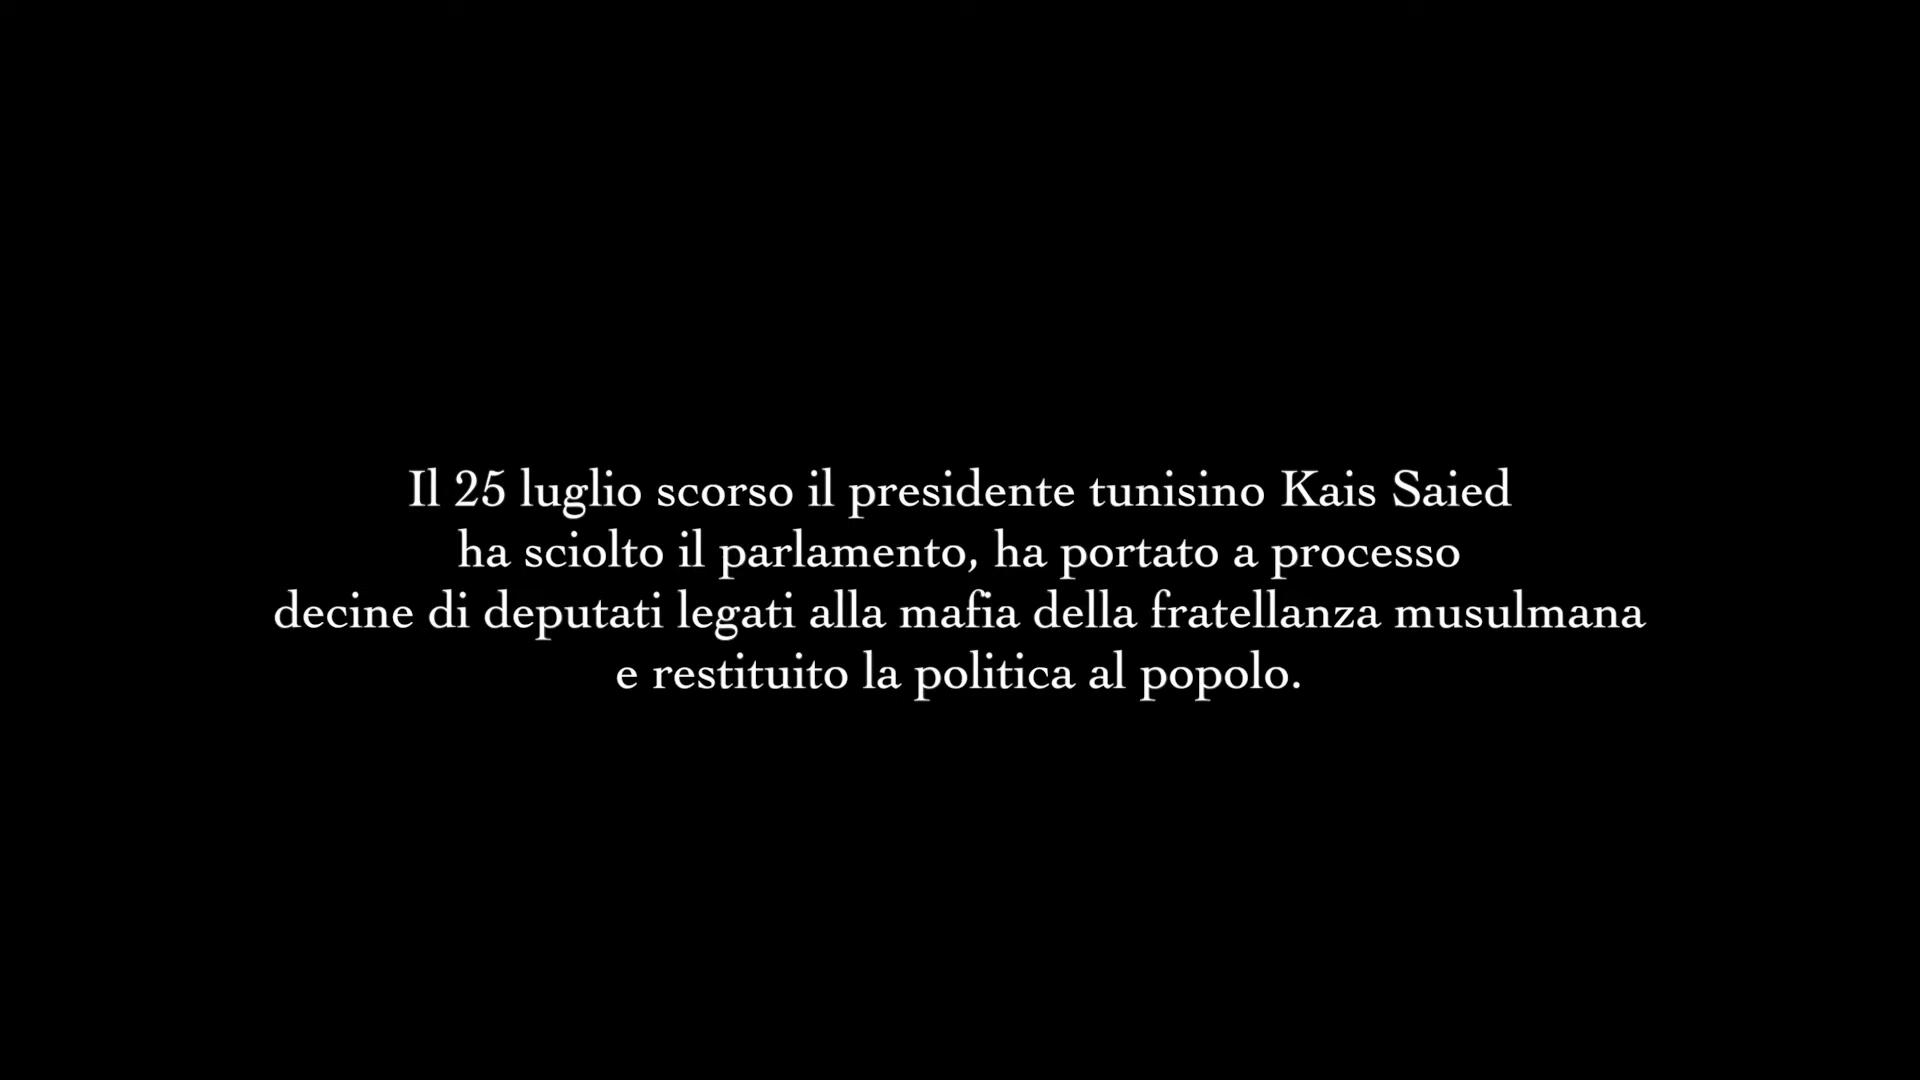 Il 25 luglio scorso il presidente tunisino Kais Saied
ha sciolto il parlamento, ha portato a processo
decine di deputati legati alla mafia della fratellanza musulmana
e restituito la politica al popolo.